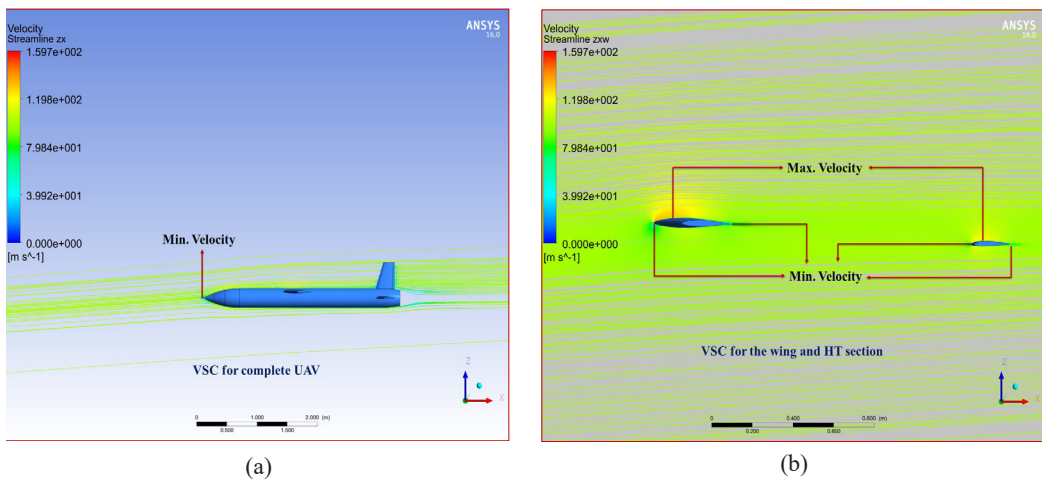 Velocity
Streamline zx
1.597e+002
1.198e+002
7.984e+001
3.992e+001
0.000e+000
[m s^-1]
ANSYS
16.0
Min. Velocity
VSC for complete UAV
Z
X
0 1.000 2.000 (m)
0.500 1.500
(a)
Velocity
Streamline zxw
1.597e+002
1.198e+002
7.984e+001
3.992e+001
0.000e+000
[m s^-1]
ANSYS
16.0
Max. Velocity
Min. Velocity
VSC for the wing and HT section
Z
X
0 0.400 0.800 (m)
0.200 0.600
(b)